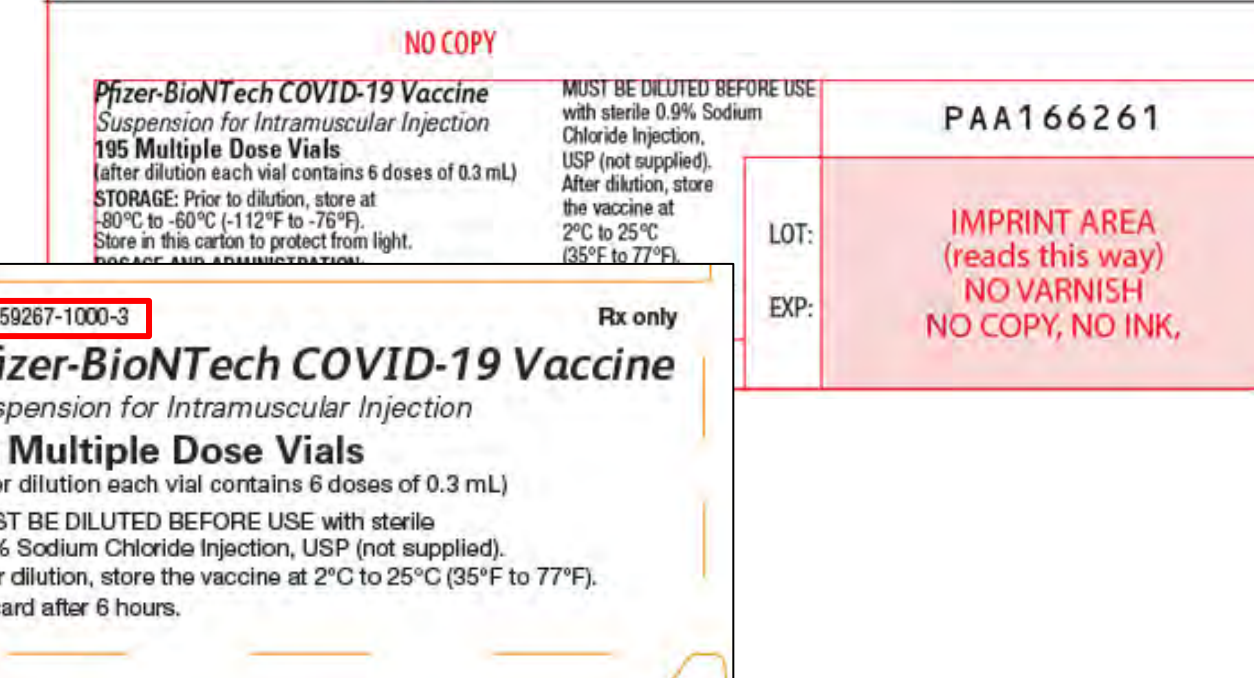 NO COPY
Pfizer-BioNTech COVID-19 Vaccine
Suspension for Intramuscular Injection
195 Multiple Dose Vials
(after dilution each vial contains 6 doses of 0.3 mL)
STORAGE: Prior to dilution, store at
-80°C to -60°C (-112°F to -76°F).
Store in this carton to protect from light.
DOSAGE AND ADMINISTRATION:
MUST BE DILUTED BEFORE USE
with sterile 0.9% Sodium
Chloride Injection,
USP (not supplied).
After dilution, store
the vaccine at
2°C to 25°C
(35°F to 77°F).
PAA166261
LOT:
EXP:
IMPRINT AREA
(reads this way)
NO VARNISH
NO COPY, NO INK,
59267-1000-3
Rx only
izer-BioNTech COVID-19 Vaccine
spension for Intramuscular Injection
Multiple Dose Vials
r dilution each vial contains 6 doses of 0.3 mL)
ST BE DILUTED BEFORE USE with sterile
% Sodium Chloride Injection, USP (not supplied).
r dilution, store the vaccine at 2°C to 25°C (35°F to 77°F).
card after 6 hours.